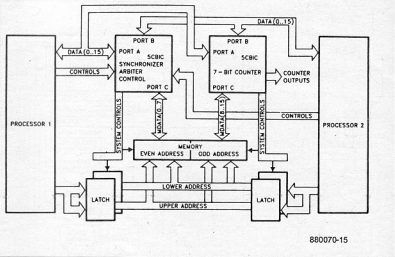 DATA (0..15)
PORT B
PORT B
PORT A
5CBIC
SYNCHRONIZER
ARBITER
CONTROL
PORT C
PORT A
5CBIC
7-BIT COUNTER
PORT C
DATA (0..15)
CONTROLS
COUNTER
OUTPUTS
CONTROLS
PROCESSOR 1
PROCESSOR 2
SYSTEM CONTROLS
MDATA (0..7)
MDATA (8..15)
SYSTEM CONTROLS
MEMORY
EVEN ADDRESS
ODD ADDRESS
LOWER ADDRESS
LATCH
LATCH
UPPER ADDRESS
880070-15